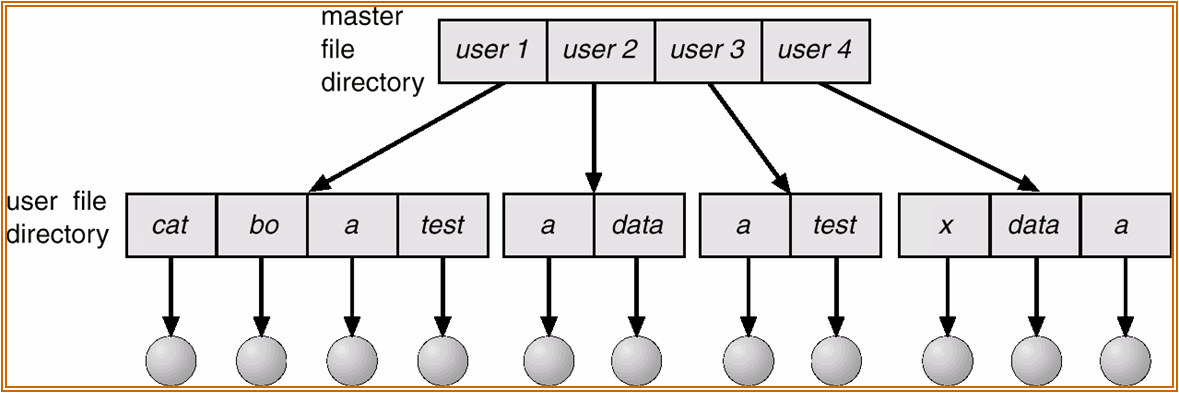 master
file
directory
user 1 user 2 user 3 user 4
user file
directory
cat bo a test a data a test x data a